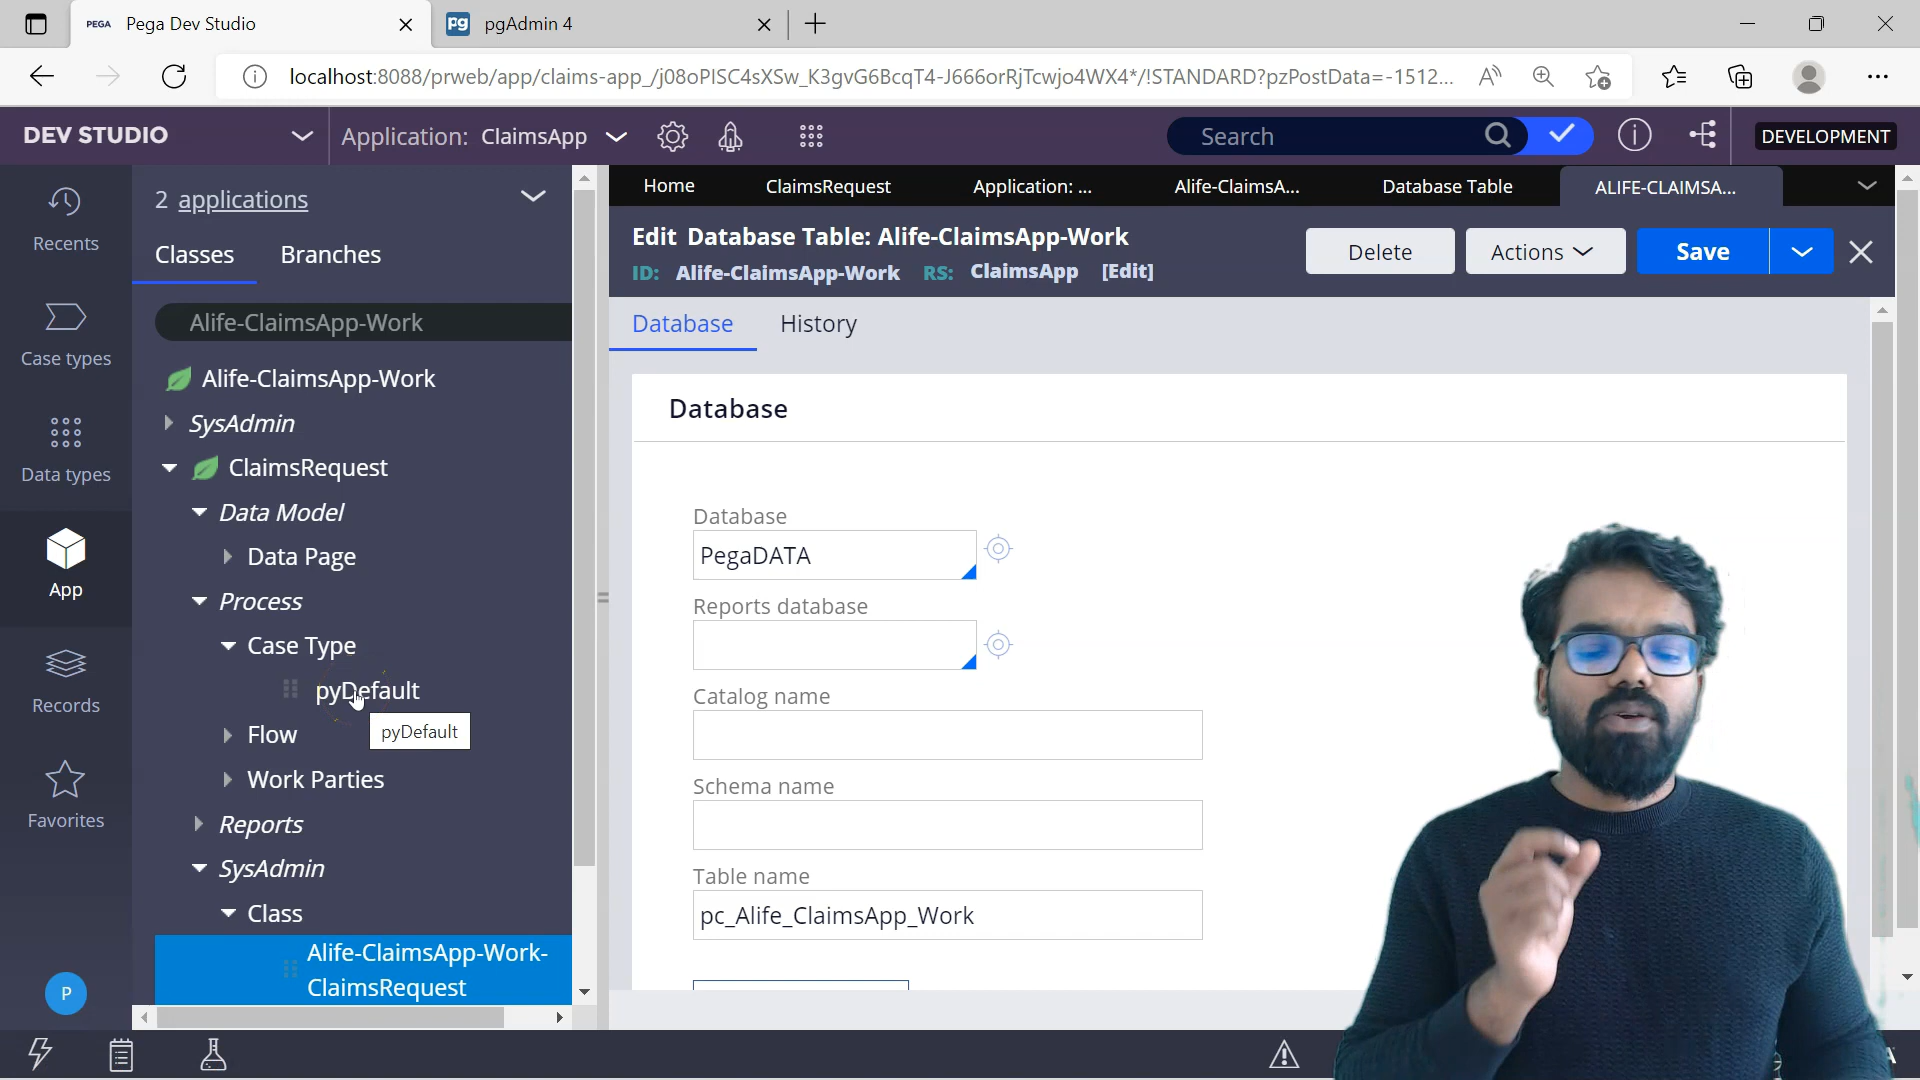 PEGA Pega Dev Studio
pg pgAdmin 4
localhost:8088/prweb/app/claims-app_/j08oPISC4sXSw_K3gvG6BcqT4-J666orRjTcwjo4WX4*/!STANDARD?pzPostData=-1512...
DEV STUDIO
Application: ClaimsApp
Search
DEVELOPMENT
Recents
Case types
Data types
App
Records
Favorites
P
2 applications
Classes Branches
Alife-ClaimsApp-Work
Alife-ClaimsApp-Work
SysAdmin
ClaimsRequest
Data Model
Data Page
Process
Case Type
pyDefault
pyDefault
Flow
Work Parties
Reports
SysAdmin
Class
Alife-ClaimsApp-Work-
ClaimsRequest
Home ClaimsRequest Application: ... Alife-ClaimsA... Database Table ALIFE-CLAIMSA...
Edit Database Table: Alife-ClaimsApp-Work
ID: Alife-ClaimsApp-Work RS: ClaimsApp [Edit]
Delete Actions Save
Database History
Database
Database
PegaDATA
Reports database
Catalog name
Schema name
Table name
pc_Alife_ClaimsApp_Work